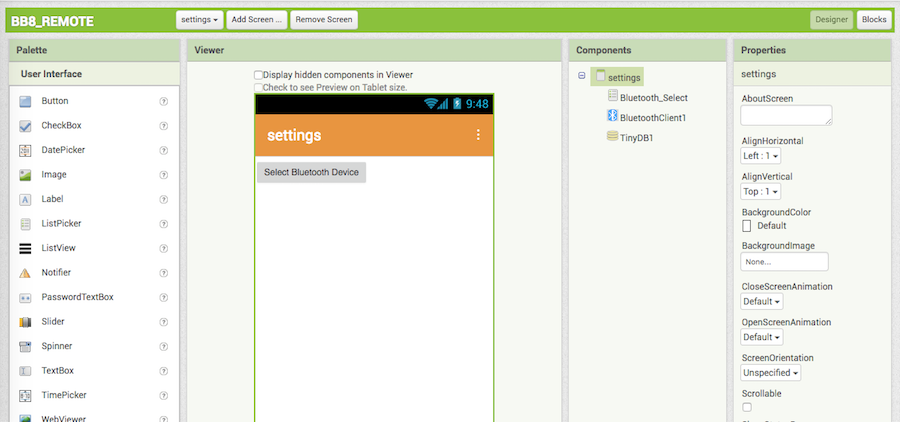 BB8_REMOTE
settings
Add Screen ...
Remove Screen
Designer
Blocks
Palette
User Interface
Button
CheckBox
DatePicker
Image
Label
ListPicker
ListView
Notifier
PasswordTextBox
Slider
Spinner
TextBox
TimePicker
WebViewer
Viewer
Display hidden components in Viewer
Check to see Preview on Tablet size.
9:48
settings
Select Bluetooth Device
Components
settings
Bluetooth_Select
BluetoothClient1
TinyDB1
Properties
settings
AboutScreen
AlignHorizontal
Left : 1
AlignVertical
Top : 1
BackgroundColor
Default
BackgroundImage
None...
CloseScreenAnimation
Default
OpenScreenAnimation
Default
ScreenOrientation
Unspecified
Scrollable